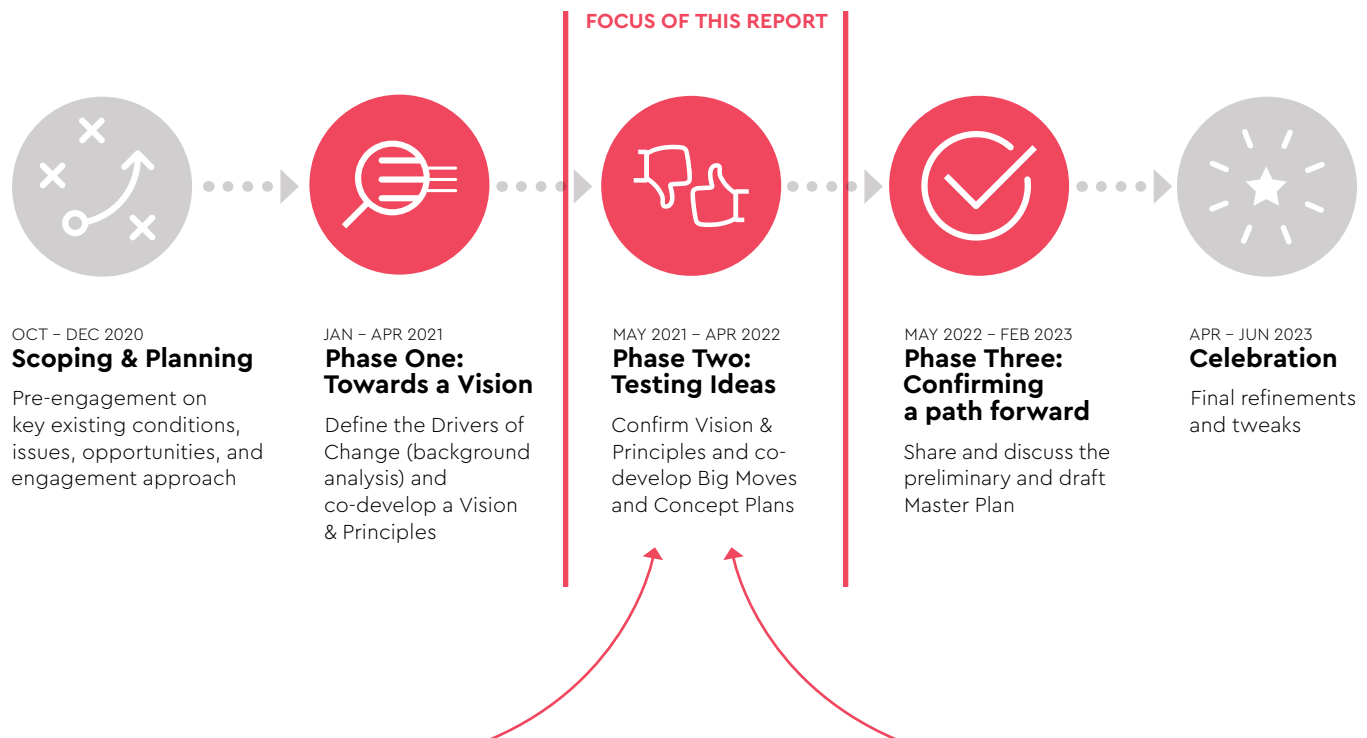 FOCUS OF THIS REPORT
OCT – DEC 2020
Scoping & Planning
Pre-engagement on
key existing conditions,
issues, opportunities, and
engagement approach
JAN – APR 2021
Phase One:
Towards a Vision
Define the Drivers of
Change (background
analysis) and
co-develop a Vision
& Principles
MAY 2021 – APR 2022
Phase Two:
Testing Ideas
Confirm Vision &
Principles and co-
develop Big Moves
and Concept Plans
MAY 2022 – FEB 2023
Phase Three:
Confirming
a path forward
Share and discuss the
preliminary and draft
Master Plan
APR – JUN 2023
Celebration
Final refinements
and tweaks